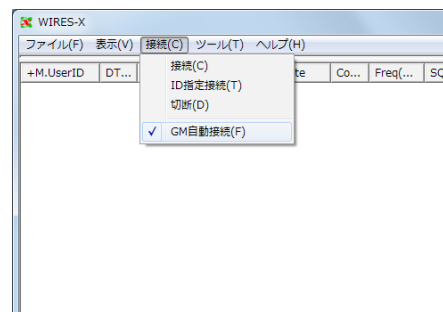 WIRES-X
ファイル(F) 表示(V) 接続(C) ツール(T) ヘルプ(H)
+M.UserID DT... te Co... Freq(... SQ
接続(C)
ID指定接続(T)
切断(D)
✓ GM自動接続(F)